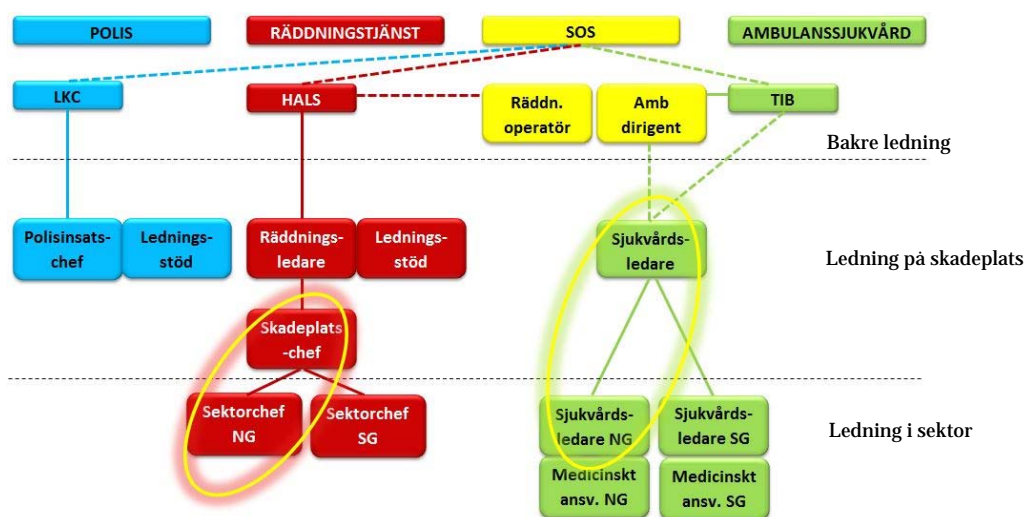 POLIS
RÄDDNINGSTJÄNST
SOS
AMBULANSSJUKVÅRD
LKC
HALS
Räddn.
operatör
Amb
dirigent
TIB
Bakre ledning
Polisinsats-
chef
Lednings-
stöd
Räddnings-
ledare
Lednings-
stöd
Sjukvårds-
ledare
Ledning på skadeplats
Skadeplats
-chef
Sektorchef
NG
Sektorchef
SG
Sjukvårds-
ledare NG
Sjukvårds-
ledare SG
Ledning i sektor
Medicinskt
ansv. NG
Medicinskt
ansv. SG